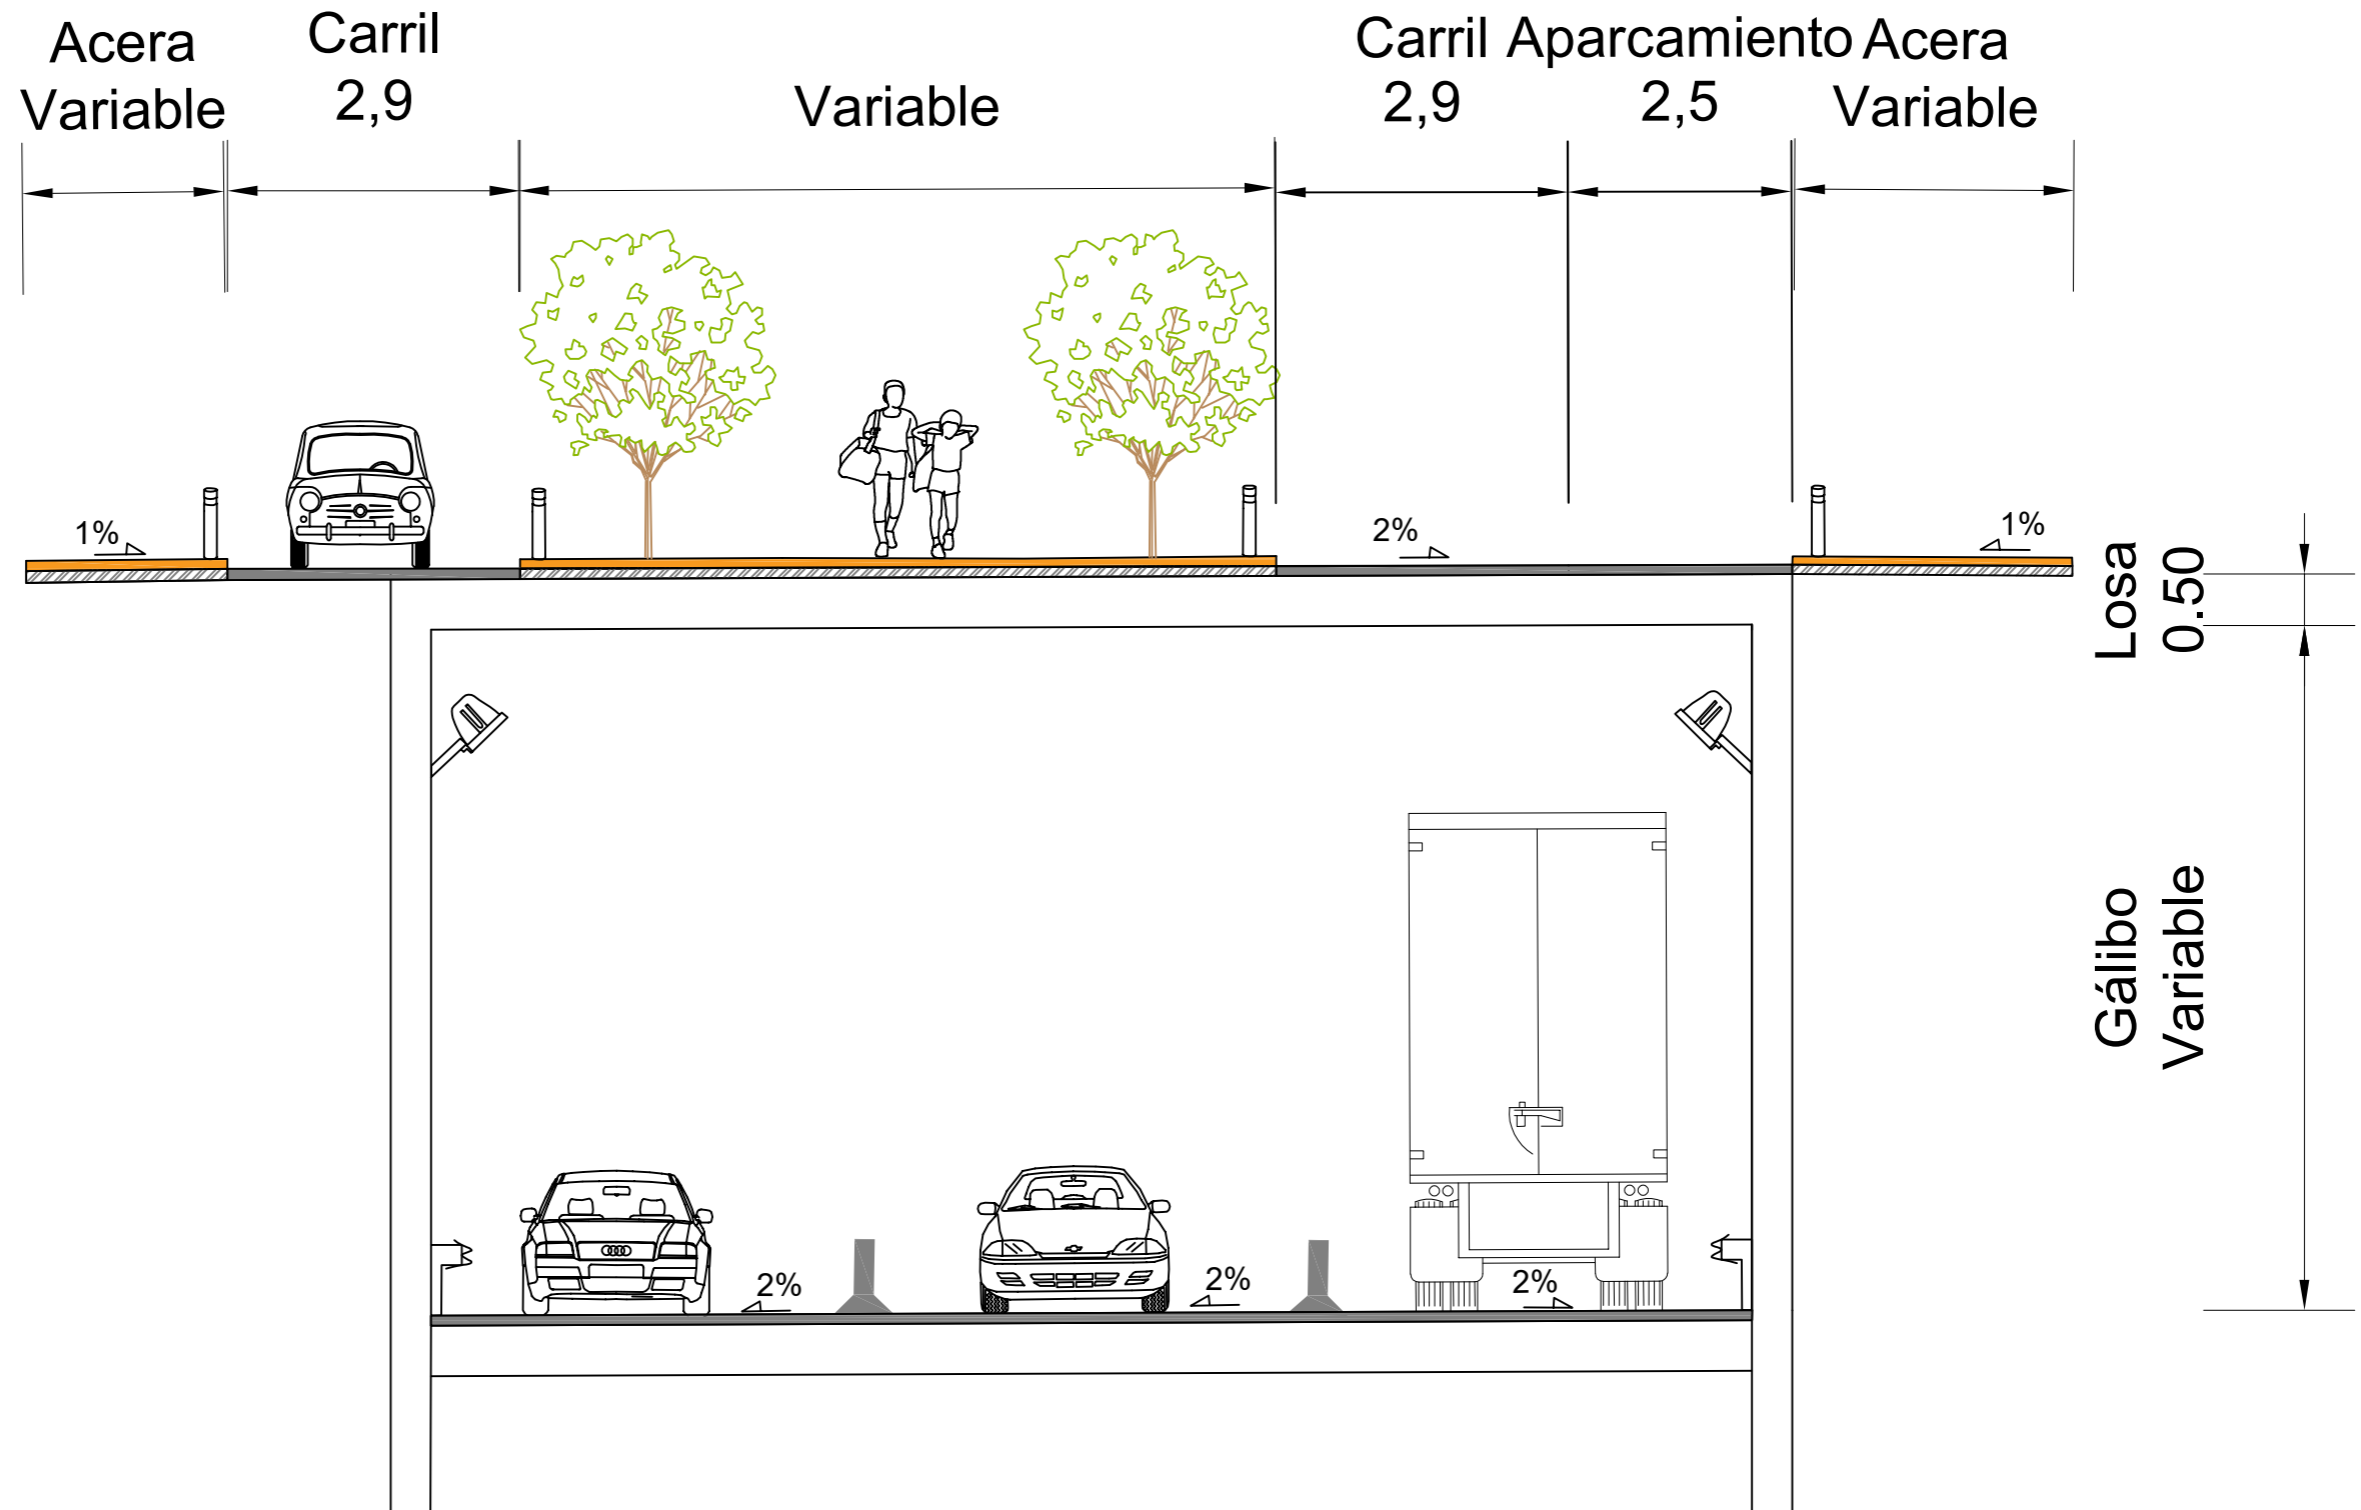 Acera
Variable
Carril
2,9
Variable
Carril
2,9
Aparcamiento
2,5
Acera
Variable
1%
2%
1%
Losa
0.50
Gálibo
Variable
2%
2%
2%